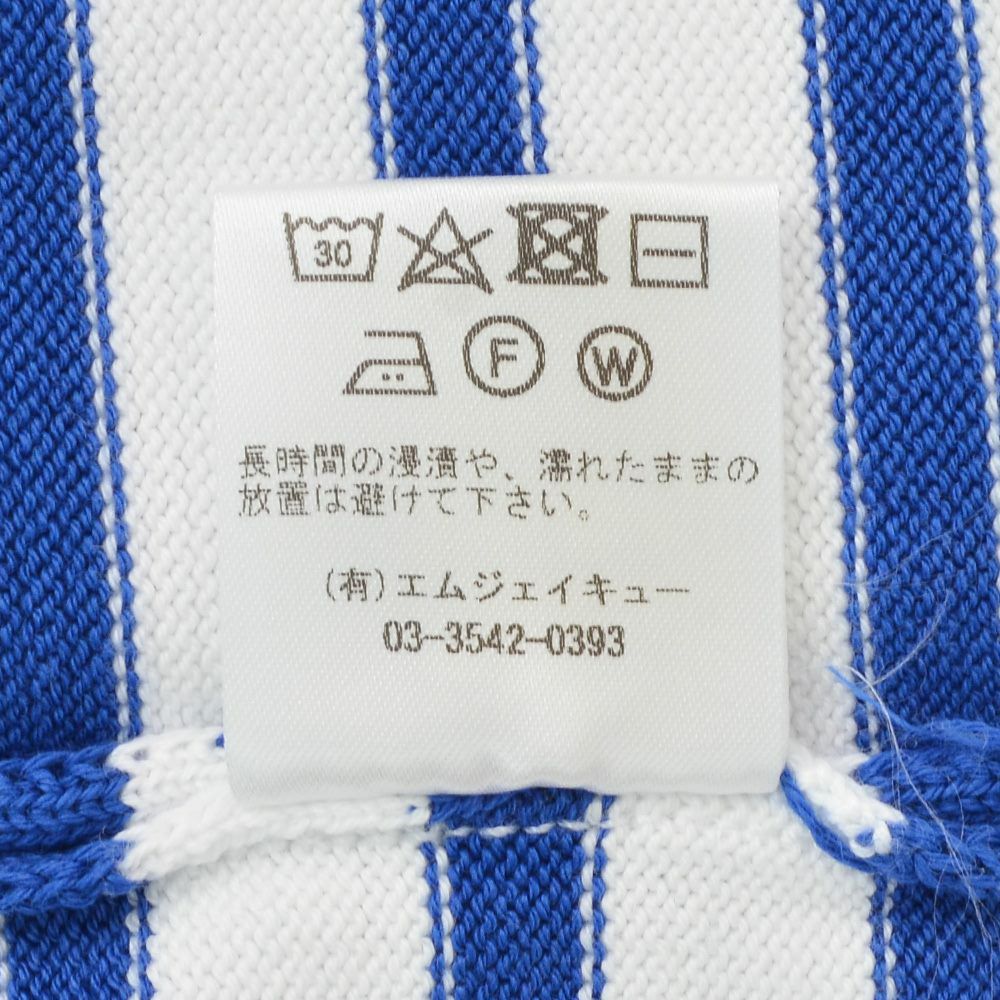 30
F W
長時間の浸漬や、濡れたままの
放置は避けて下さい。
(有)エムジェイキュー
03-3542-0393